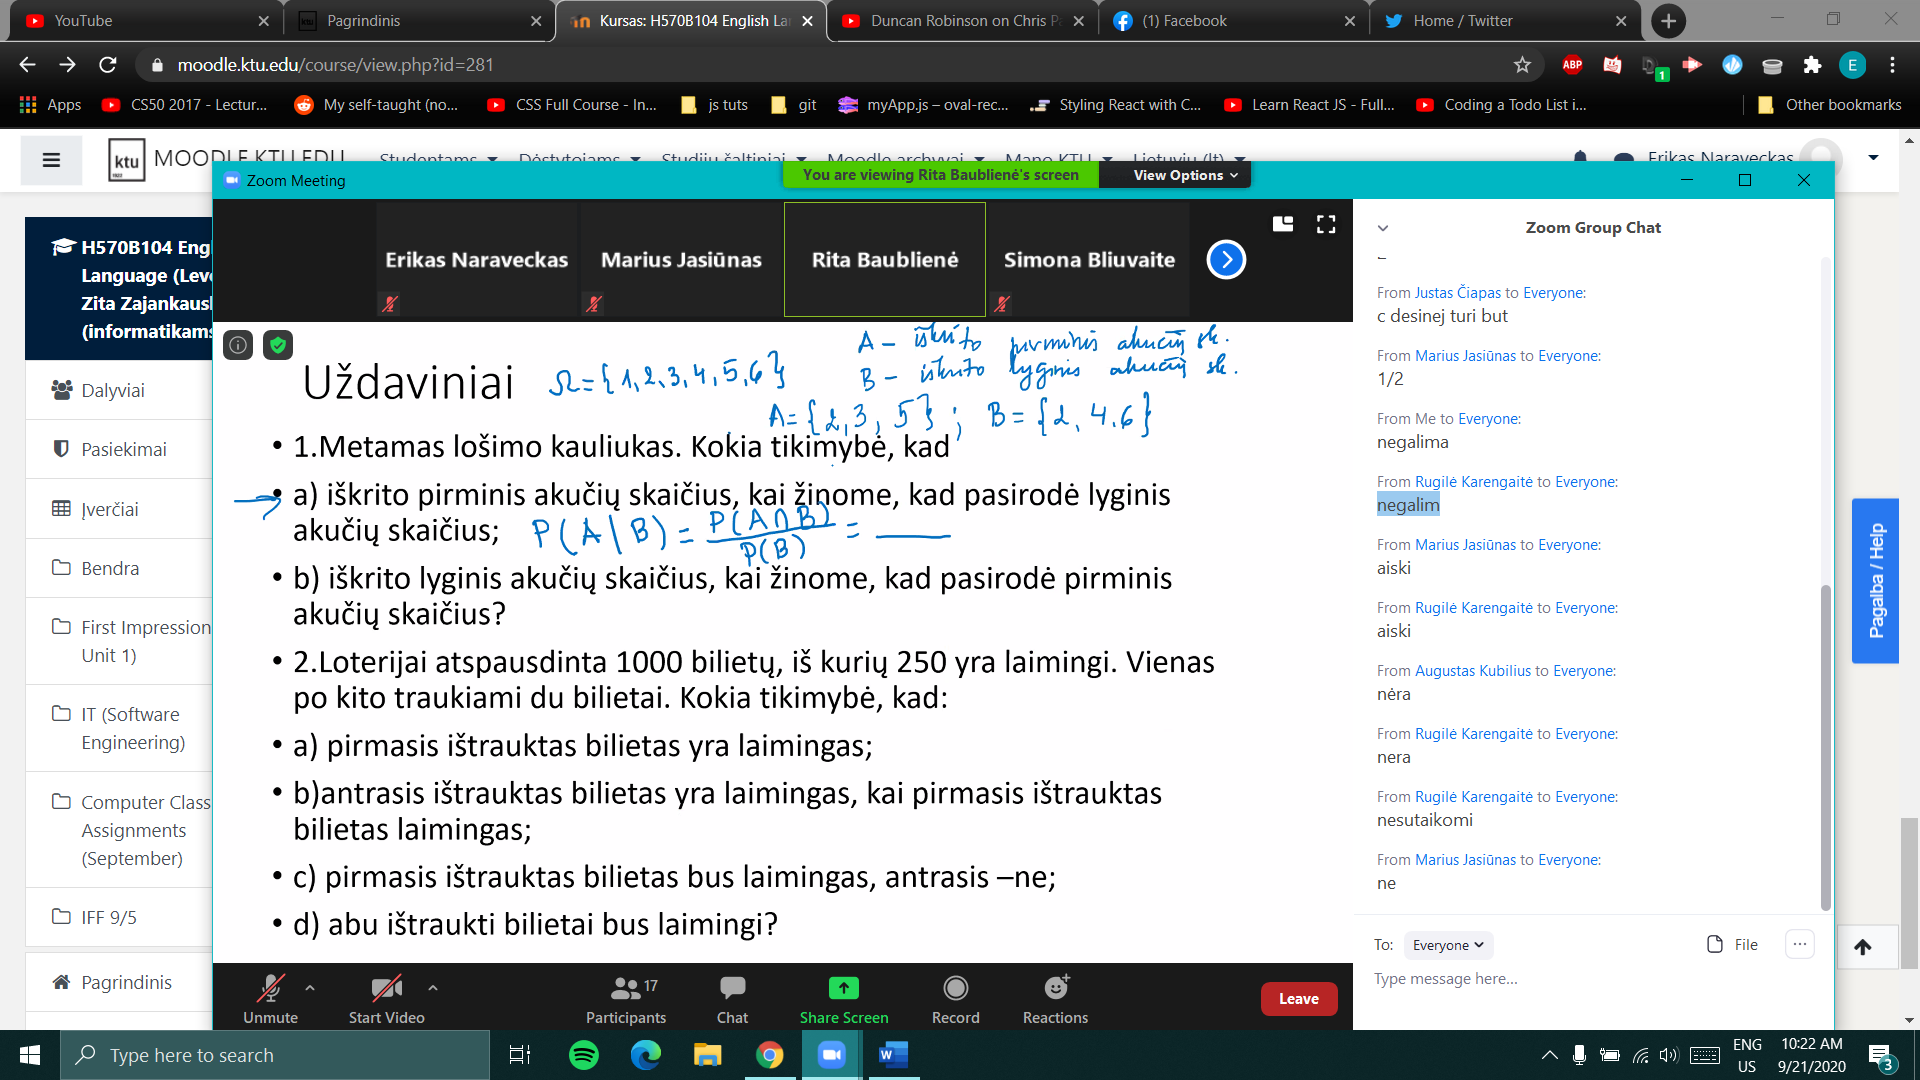 YouTube
Pagrindinis
Kursas: H570B104 English La
Duncan Robinson on Chris P
(1) Facebook
Home / Twitter
moodle.ktu.edu/course/view.php?id=281
ABP
1
E
Apps
CS50 2017 - Lectur...
My self-taught (no...
CSS Full Course - In...
js tuts
git
myApp.js – oval-rec...
Styling React with C...
Learn React JS - Full...
Coding a Todo List i...
Other bookmarks
ktu
1922
MOODLE.KTU.EDU
Studentams
Dėstytojams
Studijų šaltiniai
Moodle archyvai
Mano KTU
Lietuvių (lt)
Erikas Naraveckas
Zoom Meeting
You are viewing Rita Baublienė's screen
View Options
H570B104 Engl
Language (Leve
Zita Zajankausk
(informatikams
Dalyviai
Pasiekimai
Įverčiai
Bendra
First Impression
Unit 1)
IT (Software
Engineering)
Computer Class
Assignments
(September)
IFF 9/5
Pagrindinis
Erikas Naraveckas
Marius Jasiūnas
Rita Baublienė
Simona Bliuvaite
A – iškrito pirminis akučių sk.
B – iškrito lyginis akučių sk.
Uždaviniai
Ω = {1,2,3,4,5,6}
A = {2,3,5} ; B = {2,4,6}
• 1.Metamas lošimo kauliukas. Kokia tikimybė, kad
• a) iškrito pirminis akučių skaičius, kai žinome, kad pasirodė lyginis
akučių skaičius;
P(A|B) = P(A∩B)/P(B) =
• b) iškrito lyginis akučių skaičius, kai žinome, kad pasirodė pirminis
akučių skaičius?
• 2.Loterijai atspausdinta 1000 bilietų, iš kurių 250 yra laimingi. Vienas
po kito traukiami du bilietai. Kokia tikimybė, kad:
• a) pirmasis ištrauktas bilietas yra laimingas;
• b)antrasis ištrauktas bilietas yra laimingas, kai pirmasis ištrauktas
bilietas laimingas;
• c) pirmasis ištrauktas bilietas bus laimingas, antrasis –ne;
• d) abu ištraukti bilietai bus laimingi?
Unmute
Start Video
17
Participants
Chat
Share Screen
Record
Reactions
Leave
Zoom Group Chat
From Justas Čiapas to Everyone:
c desinej turi but
From Marius Jasiūnas to Everyone:
1/2
From Me to Everyone:
negalima
From Rugilė Karengaitė to Everyone:
negalim
From Marius Jasiūnas to Everyone:
aiski
From Rugilė Karengaitė to Everyone:
aiski
From Augustas Kubilius to Everyone:
nėra
From Rugilė Karengaitė to Everyone:
nera
From Rugilė Karengaitė to Everyone:
nesutaikomi
From Marius Jasiūnas to Everyone:
ne
To: Everyone
File
Type message here...
Pagalba / Help
Type here to search
ENG
US
10:22 AM
9/21/2020
3